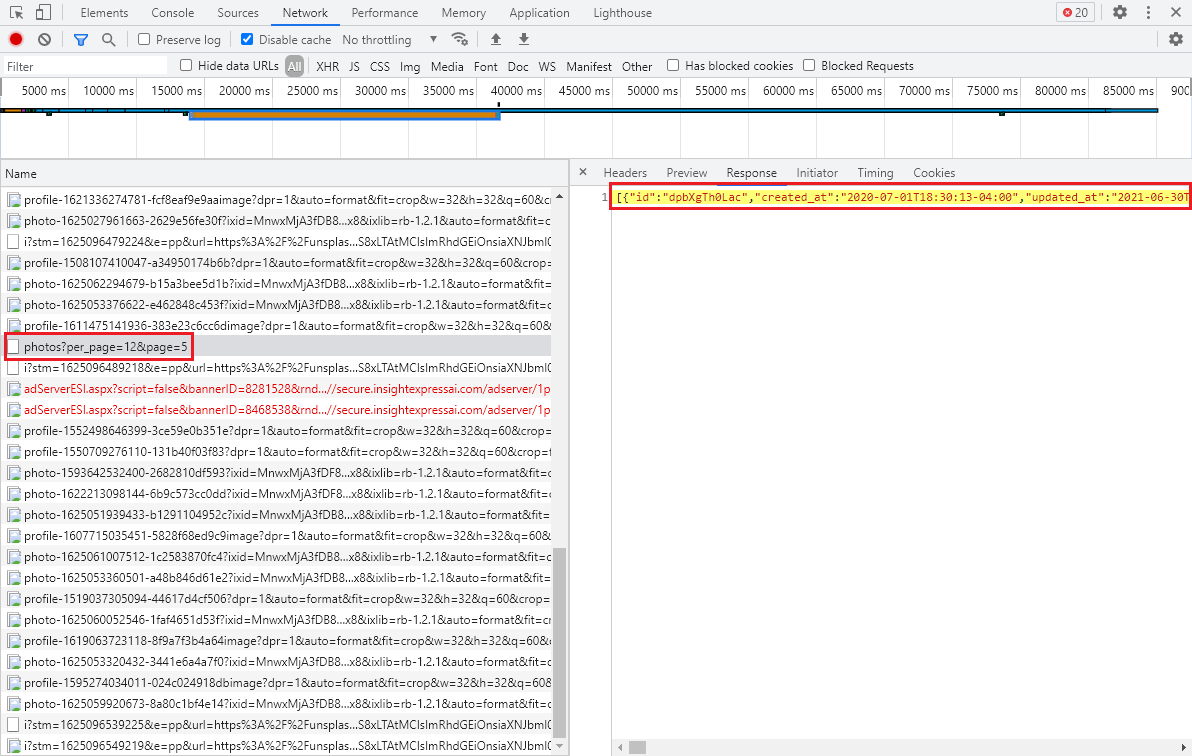 Elements Console Sources Network Performance Memory Application Lighthouse 20
Preserve log Disable cache No throttling
Filter Hide data URLs All XHR JS CSS Img Media Font Doc WS Manifest Other Has blocked cookies Blocked Requests
5000 ms 10000 ms 15000 ms 20000 ms 25000 ms 30000 ms 35000 ms 40000 ms 45000 ms 50000 ms 55000 ms 60000 ms 65000 ms 70000 ms 75000 ms 80000 ms 85000 ms 900
Name
profile-1621336274781-fcf8eaf9e9aaimage?dpr=1&auto=format&fit=crop&w=32&h=32&q=60&cr
photo-1625027961663-2629e56fe30f?ixid=MnwxMjA3fDB8...x8&ixlib=rb-1.2.1&auto=format&fit=c
i?stm=1625096479224&e=pp&url=https%3A%2F%2Funsplas...S8xLTAtMCIsImRhdGEiOnsiaXNJbml0
profile-1508107410047-a34950174b6b?dpr=1&auto=format&fit=crop&w=32&h=32&q=60&crop=
photo-1625062294679-b15a3bee5d1b?ixid=MnwxMjA3fDB8...x8&ixlib=rb-1.2.1&auto=format&fit=
photo-1625053376622-e462848c453f?ixid=MnwxMjA3fDB8...x8&ixlib=rb-1.2.1&auto=format&fit=c
profile-1611475141936-383e23c6cc6dimage?dpr=1&auto=format&fit=crop&w=32&h=32&q=60&
photos?per_page=12&page=5
i?stm=1625096489218&e=pp&url=https%3A%2F%2Funsplas...S8xLTAtMCIsImRhdGEiOnsiaXNJbml0
adServerESI.aspx?script=false&bannerID=8281528&rnd...//secure.insightexpressai.com/adserver/1p
adServerESI.aspx?script=false&bannerID=8468538&rnd...//secure.insightexpressai.com/adserver/1p
profile-1552498646399-3ce59e0b351e?dpr=1&auto=format&fit=crop&w=32&h=32&q=60&crop=
profile-1550709276110-131b40f03f83?dpr=1&auto=format&fit=crop&w=32&h=32&q=60&crop=f
photo-1593642532400-2682810df593?ixid=MnwxMjA3fDF8...x8&ixlib=rb-1.2.1&auto=format&fit=
photo-1622213098144-6b9c573cc0dd?ixid=MnwxMjA3fDF8...x8&ixlib=rb-1.2.1&auto=format&fit=c
photo-1625051939433-b1291104952c?ixid=MnwxMjA3fDB8...x8&ixlib=rb-1.2.1&auto=format&fit=
profile-1607715035451-5828f68ed9c9image?dpr=1&auto=format&fit=crop&w=32&h=32&q=60&c
photo-1625061007512-1c2583870fc4?ixid=MnwxMjA3fDB8...x8&ixlib=rb-1.2.1&auto=format&fit=c
photo-1625053360501-a48b846d61e2?ixid=MnwxMjA3fDB8...x8&ixlib=rb-1.2.1&auto=format&fit=
profile-1519037305094-44617d4cf506?dpr=1&auto=format&fit=crop&w=32&h=32&q=60&crop=
photo-1625060052546-1faf4651d53f?ixid=MnwxMjA3fDB8...x8&ixlib=rb-1.2.1&auto=format&fit=c
profile-1619063723118-8f9a7f3b4a64image?dpr=1&auto=format&fit=crop&w=32&h=32&q=60&c
photo-1625053320432-3441e6a4a7f0?ixid=MnwxMjA3fDB8...x8&ixlib=rb-1.2.1&auto=format&fit=c
profile-1595274034011-024c024918dbimage?dpr=1&auto=format&fit=crop&w=32&h=32&q=60&c
photo-1625059920673-8a80c1bf4e14?ixid=MnwxMjA3fDB8...x8&ixlib=rb-1.2.1&auto=format&fit=c
i?stm=1625096539225&e=pp&url=https%3A%2F%2Funsplas...S8xLTAtMCIsImRhdGEiOnsiaXNJbml0
i?stm=1625096549219&e=pp&url=https%3A%2F%2Funsplas...S8xLTAtMCIsImRhdGEiOnsiaXNJbml0
Headers Preview Response Initiator Timing Cookies
1 [{"id":"dpbXgTh0Lac","created_at":"2020-07-01T18:30:13-04:00","updated_at":"2021-06-30T